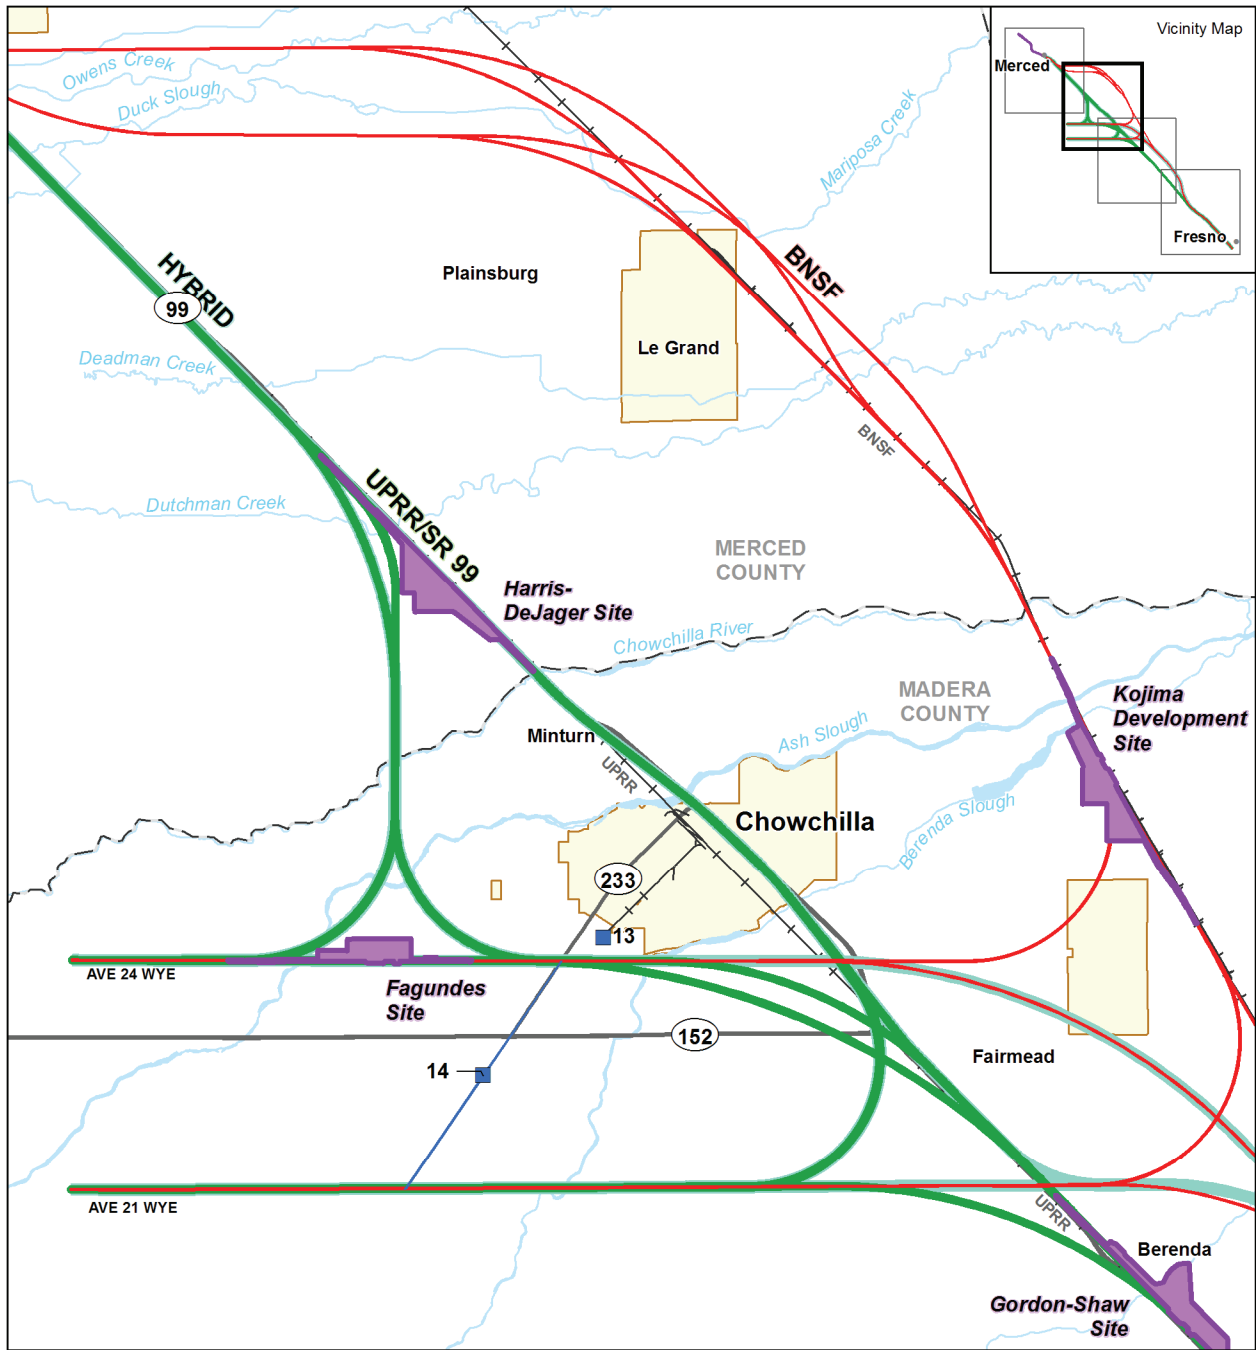 Vicinity Map
Merced
Fresno
Owens Creek
Duck Slough
Mariposa Creek
HYBRID
99
Plainsburg
BNSF
Le Grand
Deadman Creek
BNSF
Dutchman Creek
UPRR/SR 99
MERCED
COUNTY
Harris-
DeJager Site
Chowchilla River
MADERA
COUNTY
Kojima
Development
Site
Minturn
Ash Slough
UPRR
Chowchilla
Berenda Slough
233
13
AVE 24 WYE
Fagundes
Site
152
14
Fairmead
AVE 21 WYE
UPRR
Berenda
Gordon-Shaw
Site